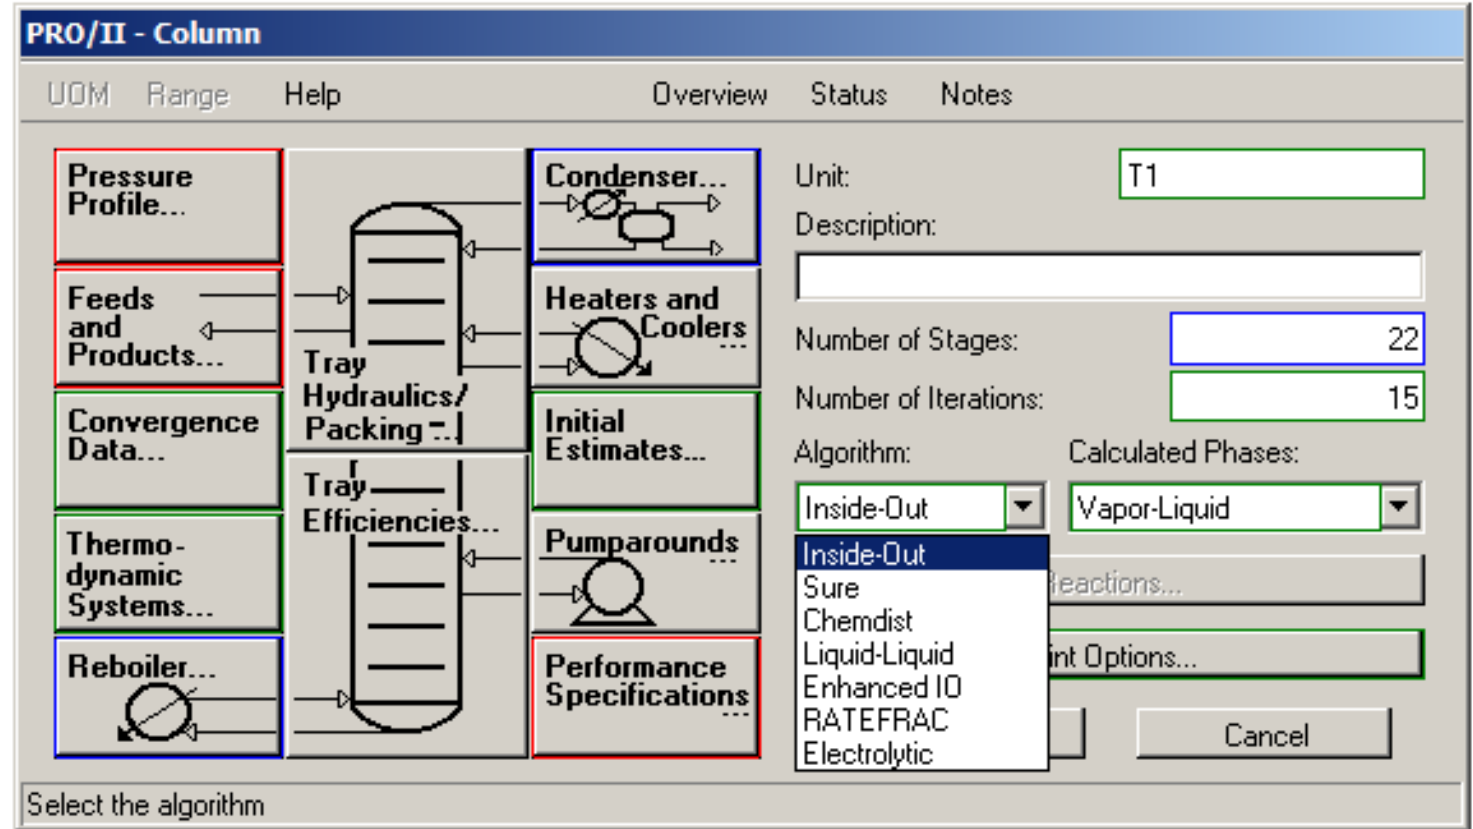 PRO/II - Column
UOM Range Help Overview Status Notes
Pressure
Profile...
Feeds
and
Products...
Convergence
Data...
Thermo-
dynamic
Systems...
Reboiler...
Tray
Hydraulics/
Packing ...
Tray
Efficiencies...
Condenser...
Heaters and
Coolers
...
Initial
Estimates...
Pumparounds
...
Performance
Specifications
...
Unit: T1
Description:
Number of Stages: 22
Number of Iterations: 15
Algorithm: Calculated Phases:
Inside-Out Vapor-Liquid
Inside-Out
Sure
Chemdist
Liquid-Liquid
Enhanced IO
RATEFRAC
Electrolytic
Reactions...
int Options...
Cancel
Select the algorithm